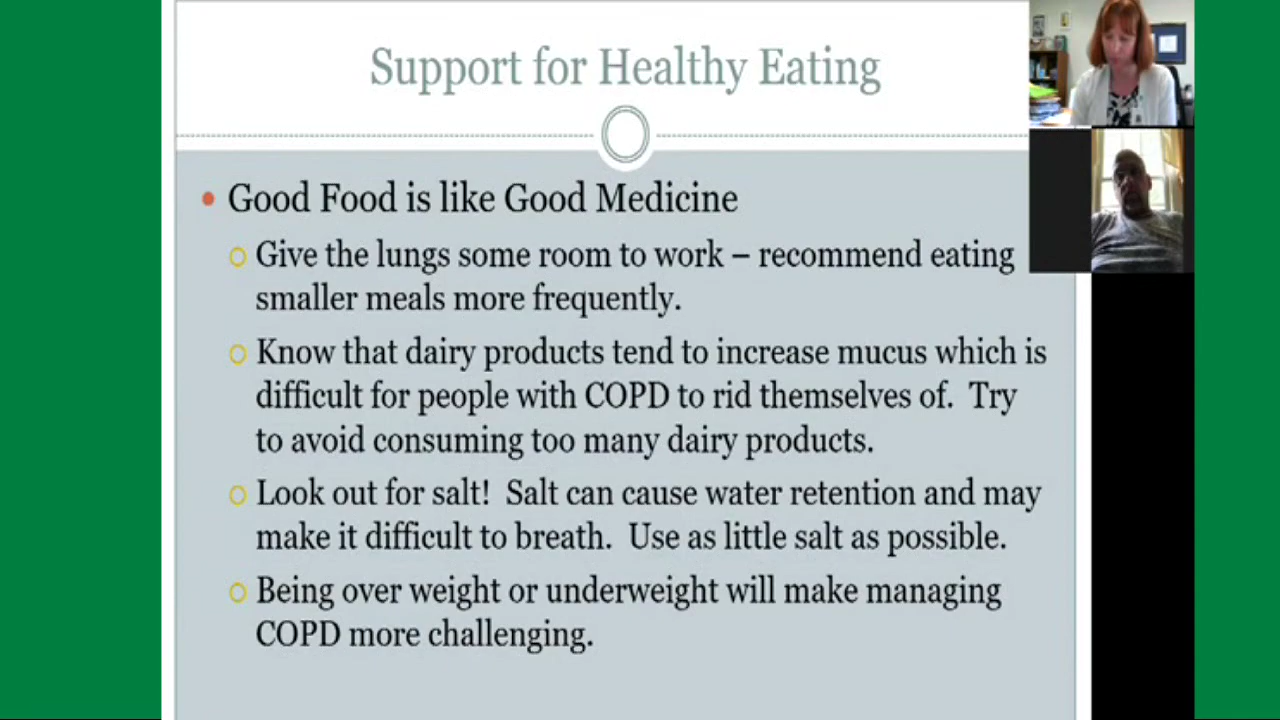 Support for Healthy Eating
Good Food is like Good Medicine
Give the lungs some room to work – recommend eating
smaller meals more frequently.
Know that dairy products tend to increase mucus which is
difficult for people with COPD to rid themselves of.  Try
to avoid consuming too many dairy products.
Look out for salt!  Salt can cause water retention and may
make it difficult to breath.  Use as little salt as possible.
Being over weight or underweight will make managing
COPD more challenging.